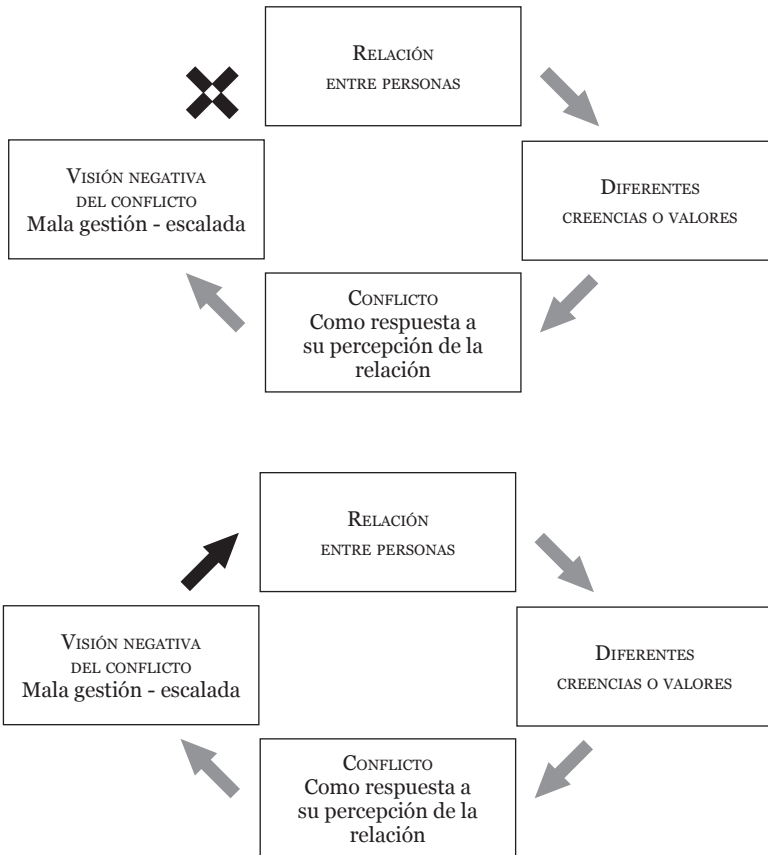 Relación
entre personas
Visión negativa
del conflicto
Mala gestión - escalada
Diferentes
creencias o valores
Conflicto
Como respuesta a
su percepción de la
relación
Relación
entre personas
Visión negativa
del conflicto
Mala gestión - escalada
Diferentes
creencias o valores
Conflicto
Como respuesta a
su percepción de la
relación